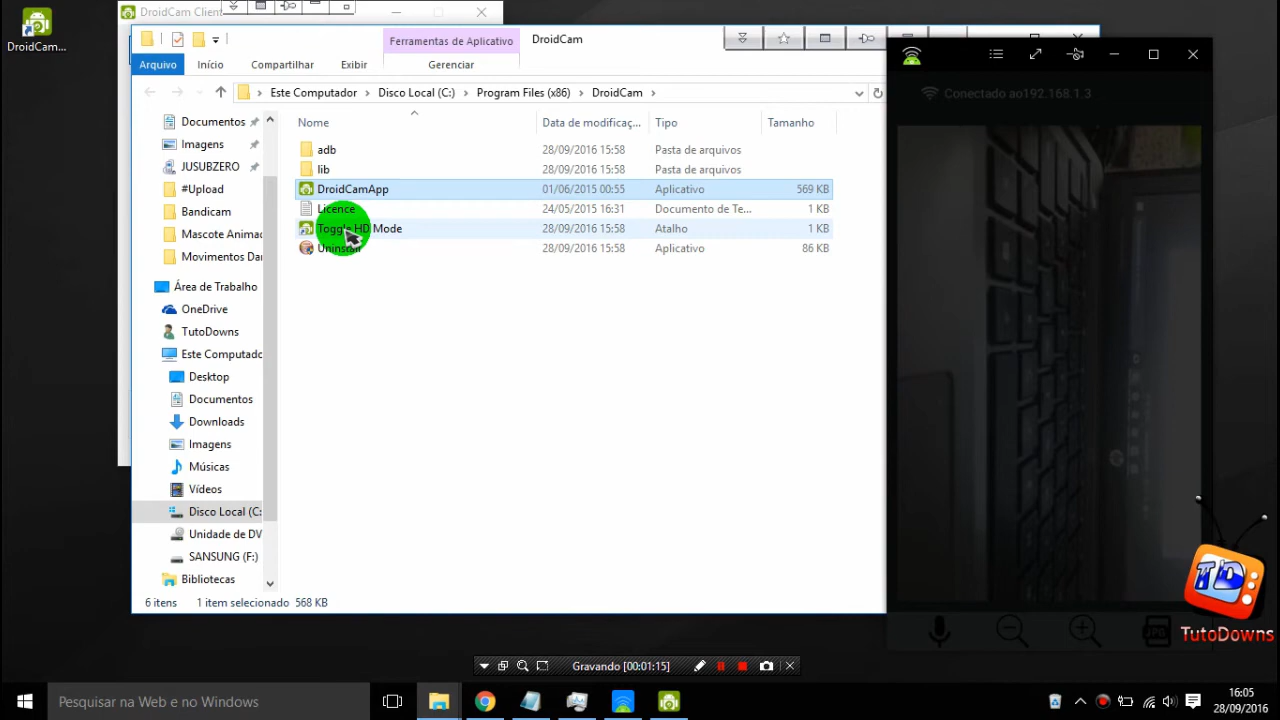 DroidCam...
DroidCam Client
Ferramentas de Aplicativo
DroidCam
Arquivo
Início
Compartilhar
Exibir
Gerenciar
Este Computador > Disco Local (C:) > Program Files (x86) > DroidCam >
Nome
Data de modificaç...
Tipo
Tamanho
Documentos
Imagens
JUSUBZERO
#Upload
Bandicam
Mascote Animac
Movimentos Dar
Área de Trabalho
OneDrive
TutoDowns
Este Computado
Desktop
Documentos
Downloads
Imagens
Músicas
Vídeos
Disco Local (C:
Unidade de DV
SANSUNG (F:)
Bibliotecas
adb 28/09/2016 15:58 Pasta de arquivos
lib 28/09/2016 15:58 Pasta de arquivos
DroidCamApp 01/06/2015 00:55 Aplicativo 569 KB
Licence 24/05/2015 16:31 Documento de Te... 1 KB
Toggle HD Mode 28/09/2016 15:58 Atalho 1 KB
Uninstall 28/09/2016 15:58 Aplicativo 86 KB
6 itens 1 item selecionado 568 KB
Conectado ao192.168.1.3
JPG
TD
TutoDowns
Gravando [00:01:15]
Pesquisar na Web e no Windows
16:05
28/09/2016